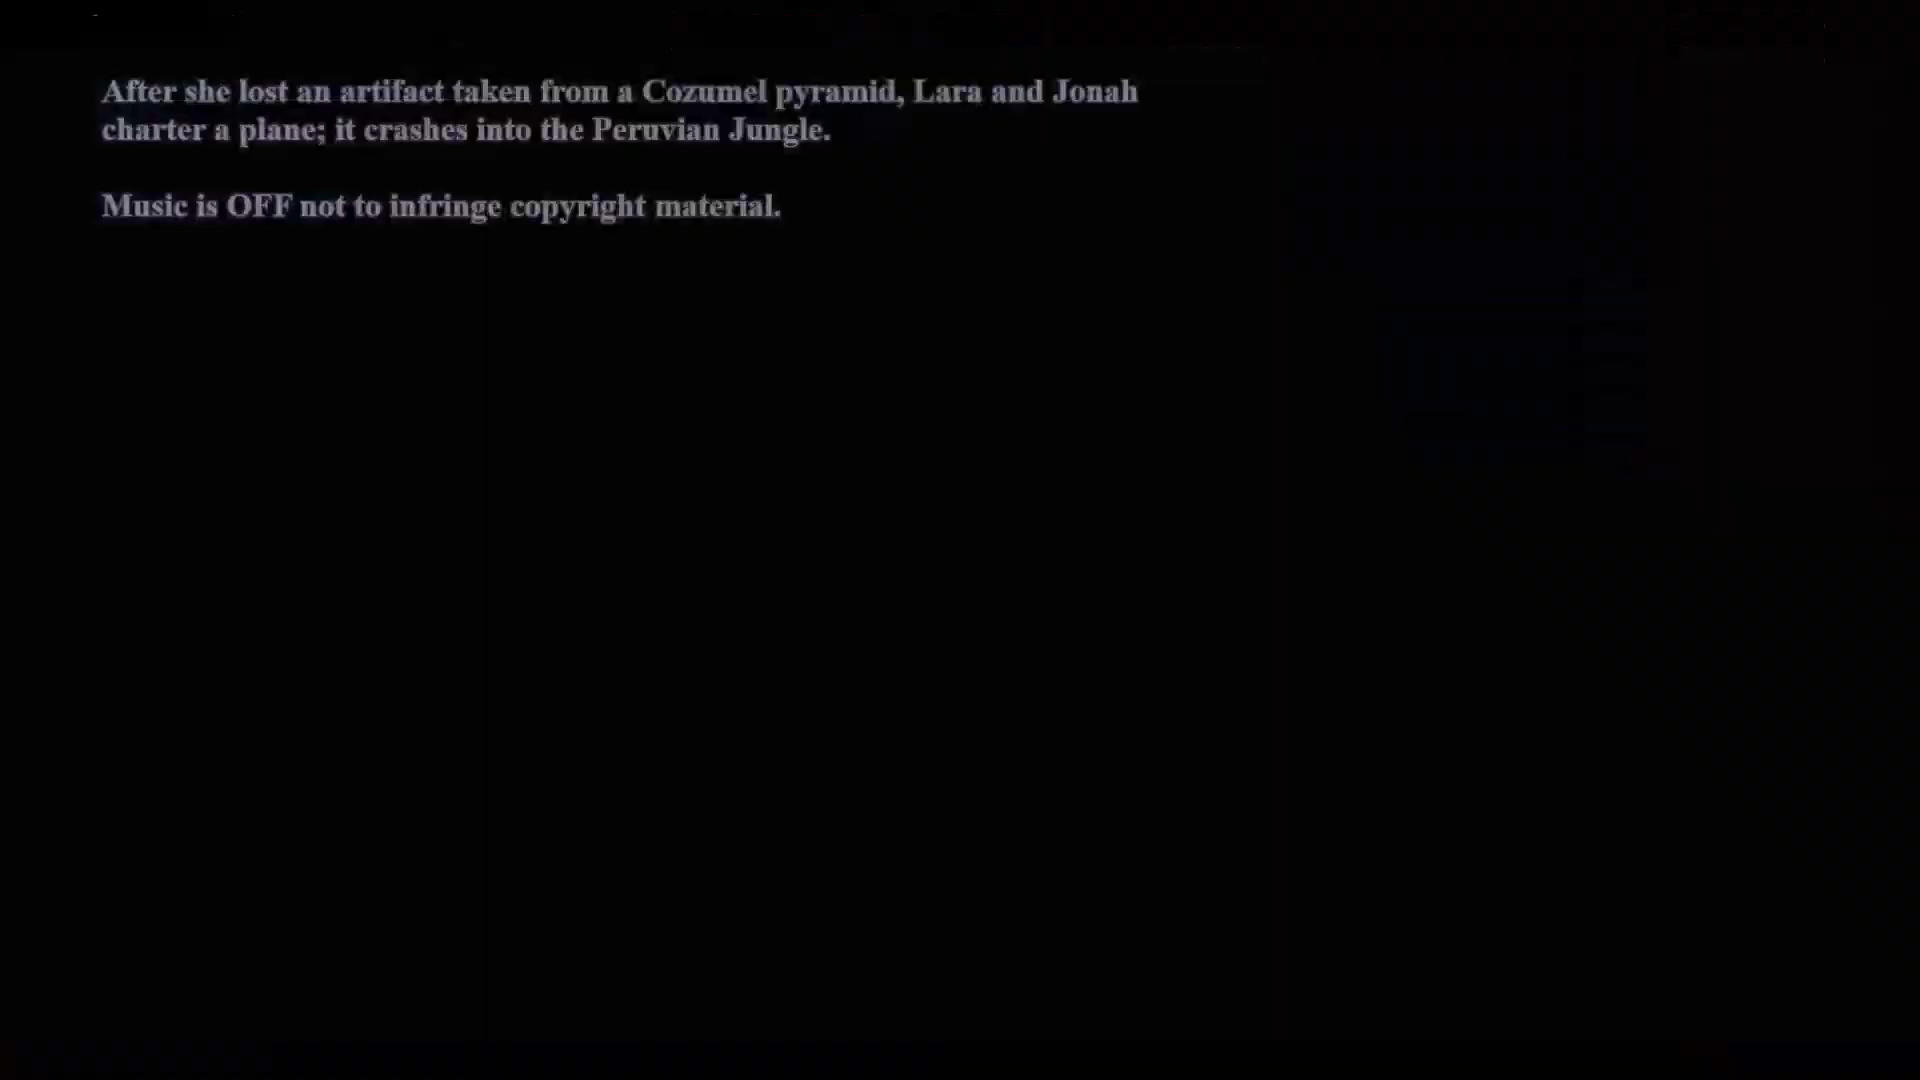 After she lost an artifact taken from a Cozumel pyramid, Lara and Jonah
charter a plane; it crashes into the Peruvian Jungle.
Music is OFF not to infringe copyright material.